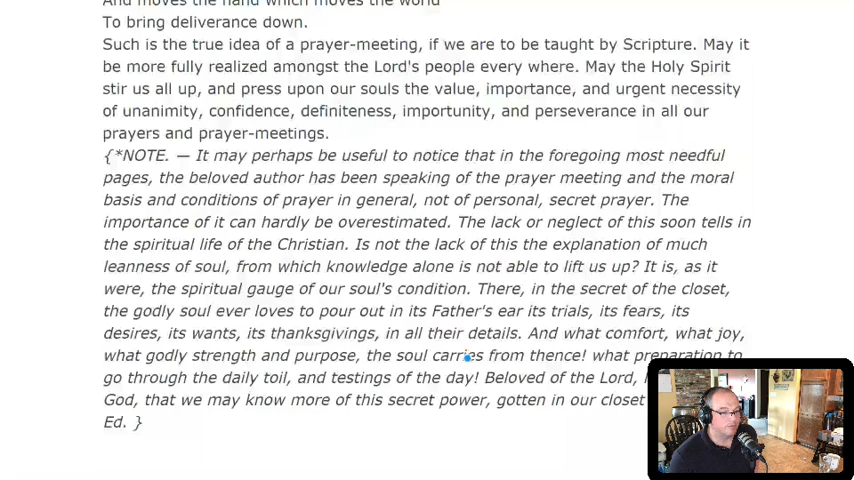 And moves the hand which moves the world
To bring deliverance down.
Such is the true idea of a prayer-meeting, if we are to be taught by Scripture. May it
be more fully realized amongst the Lord's people every where. May the Holy Spirit
stir us all up, and press upon our souls the value, importance, and urgent necessity
of unanimity, confidence, definiteness, importunity, and perseverance in all our
prayers and prayer-meetings.
{*NOTE. — It may perhaps be useful to notice that in the foregoing most needful
pages, the beloved author has been speaking of the prayer meeting and the moral
basis and conditions of prayer in general, not of personal, secret prayer. The
importance of it can hardly be overestimated. The lack or neglect of this soon tells in
the spiritual life of the Christian. Is not the lack of this the explanation of much
leanness of soul, from which knowledge alone is not able to lift us up? It is, as it
were, the spiritual gauge of our soul's condition. There, in the secret of the closet,
the godly soul ever loves to pour out in its Father's ear its trials, its fears, its
desires, its wants, its thanksgivings, in all their details. And what comfort, what joy,
what godly strength and purpose, the soul carries from thence! what preparation to
go through the daily toil, and testings of the day! Beloved of the Lord,
God, that we may know more of this secret power, gotten in our closet
Ed. }